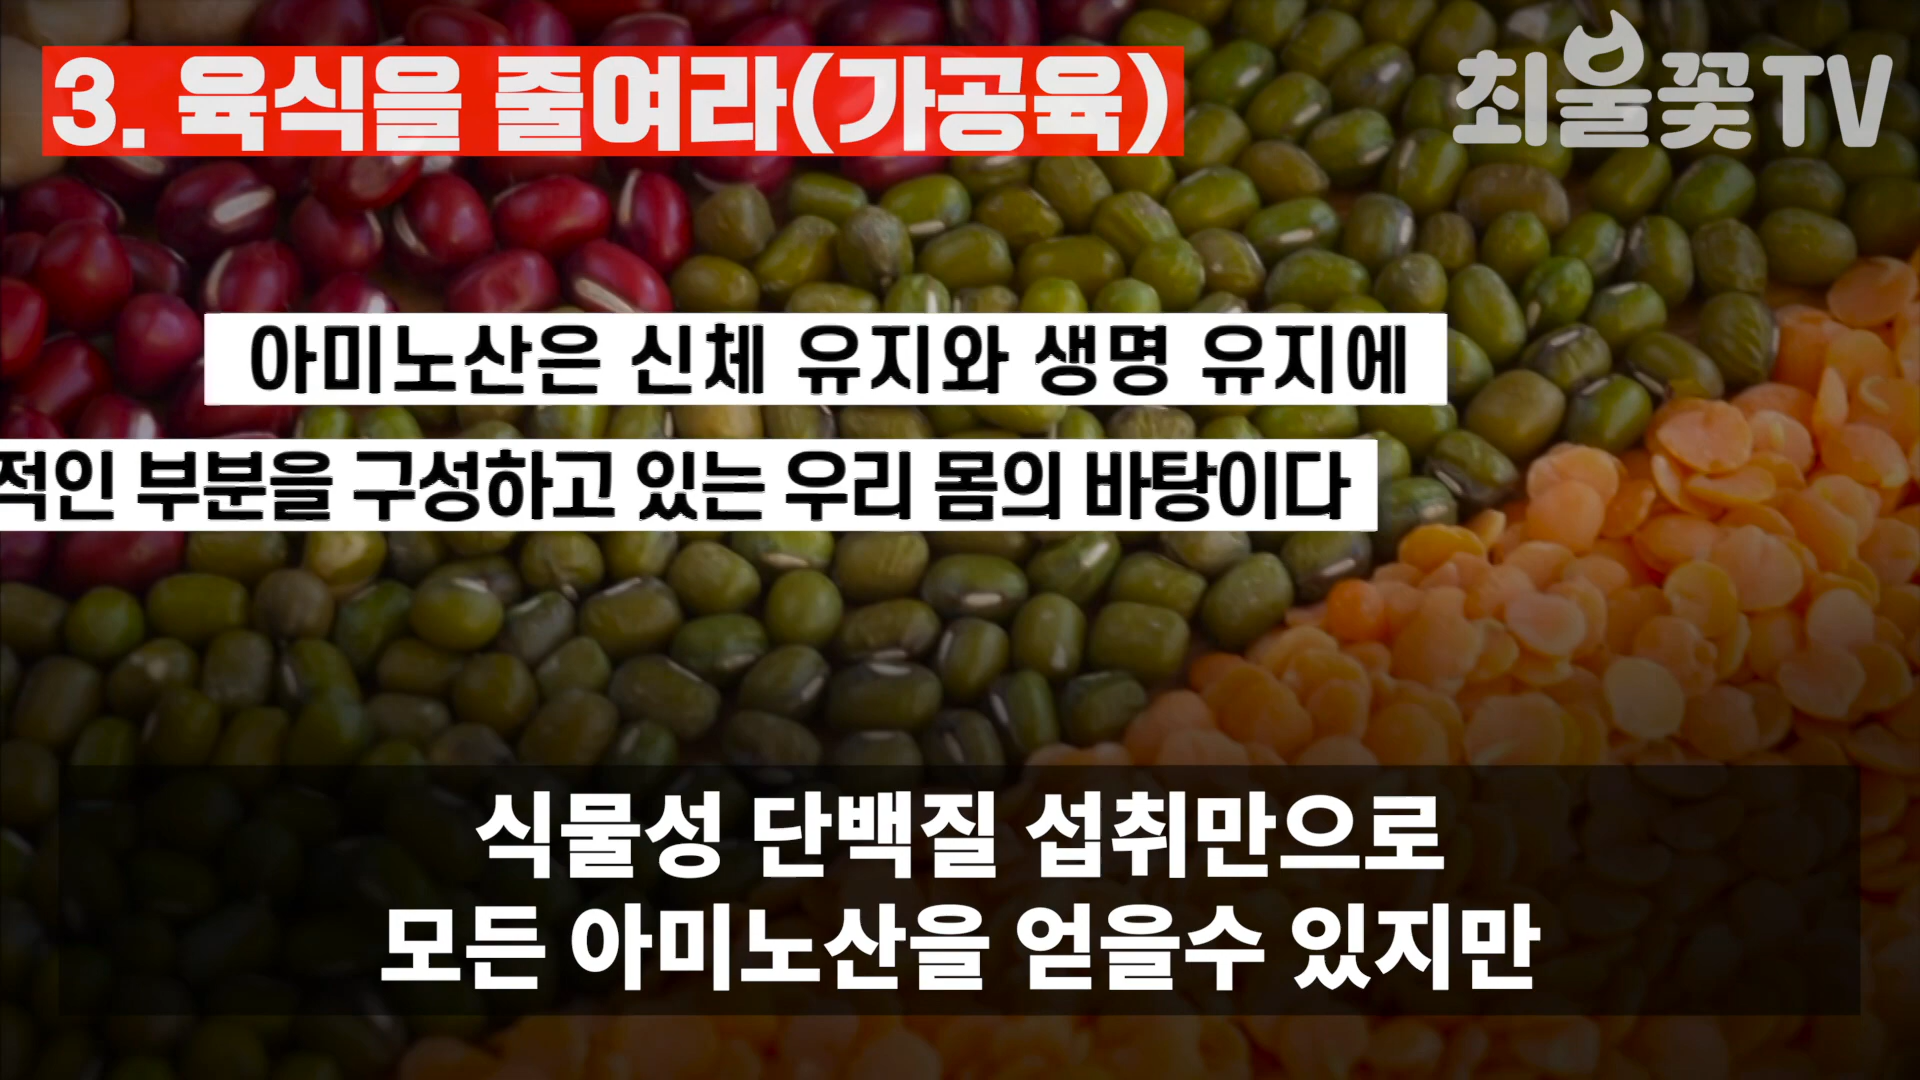 3. 육식을 줄여라(가공육)
최울꽃TV
아미노산은 신체 유지와 생명 유지에
적인 부분을 구성하고 있는 우리 몸의 바탕이다
식물성 단백질 섭취만으로
모든 아미노산을 얻을수 있지만